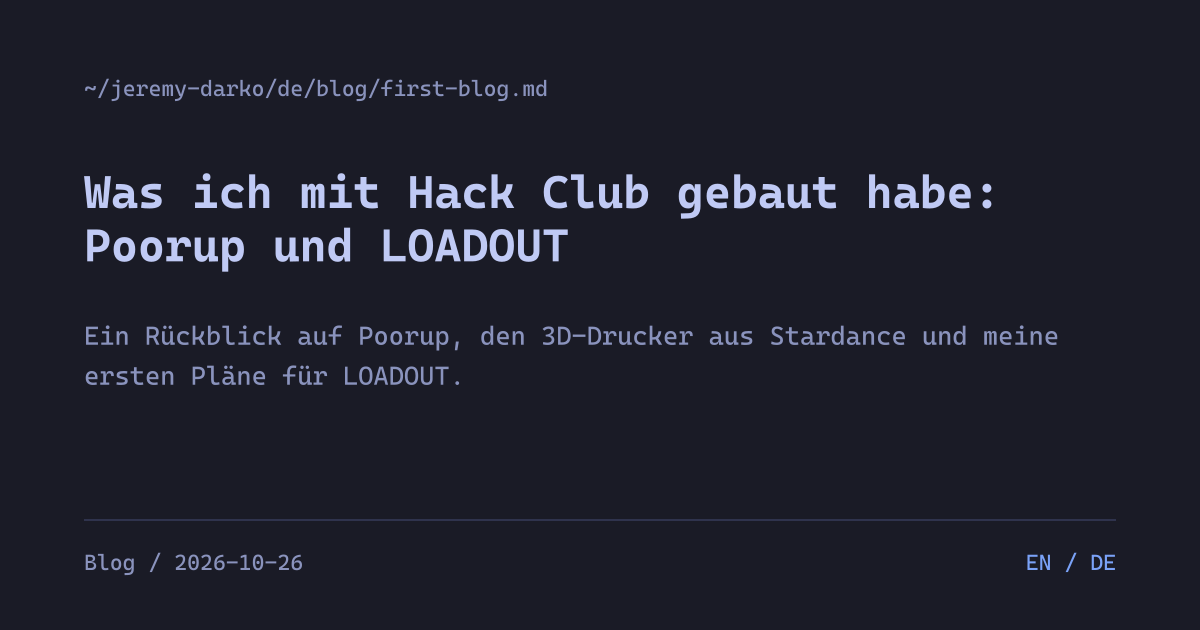 ~/jeremy-darko/de/blog/first-blog.md
Was ich mit Hack Club gebaut habe:
Poorup und LOADOUT
Ein Rückblick auf Poorup, den 3D-Drucker aus Stardance und meine
ersten Pläne für LOADOUT.
Blog / 2026-10-26
EN / DE